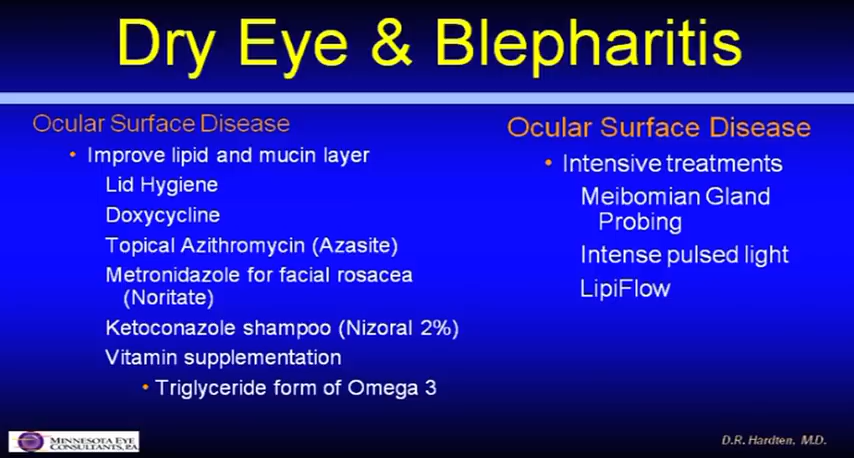 Dry Eye & Blepharitis
Ocular Surface Disease
• Improve lipid and mucin layer
Lid Hygiene
Doxycycline
Topical Azithromycin (Azasite)
Metronidazole for facial rosacea
(Noritate)
Ketoconazole shampoo (Nizoral 2%)
Vitamin supplementation
• Triglyceride form of Omega 3
Ocular Surface Disease
• Intensive treatments
Meibomian Gland
Probing
Intense pulsed light
LipiFlow
MINNESOTA EYE
CONSULTANTS, PA
D.R. Hardten, M.D.